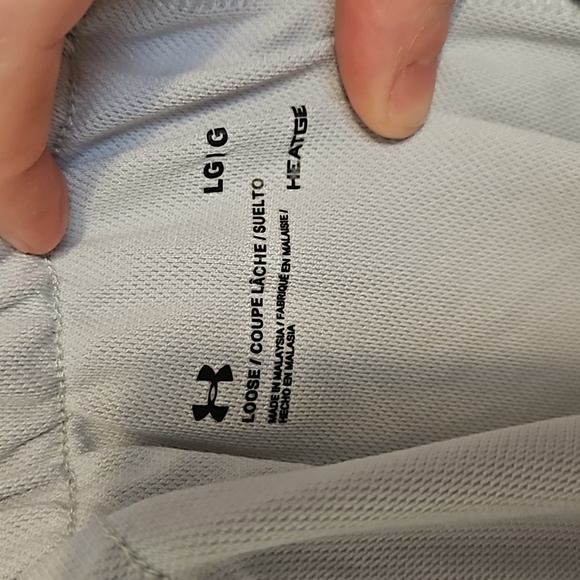 LG|G
LOOSE / COUPE LÂCHE / SUELTO
MADE IN MALAYSIA / FABRIQUÉ EN MALAISIE /
HECHO EN MALASIA
HEATGE